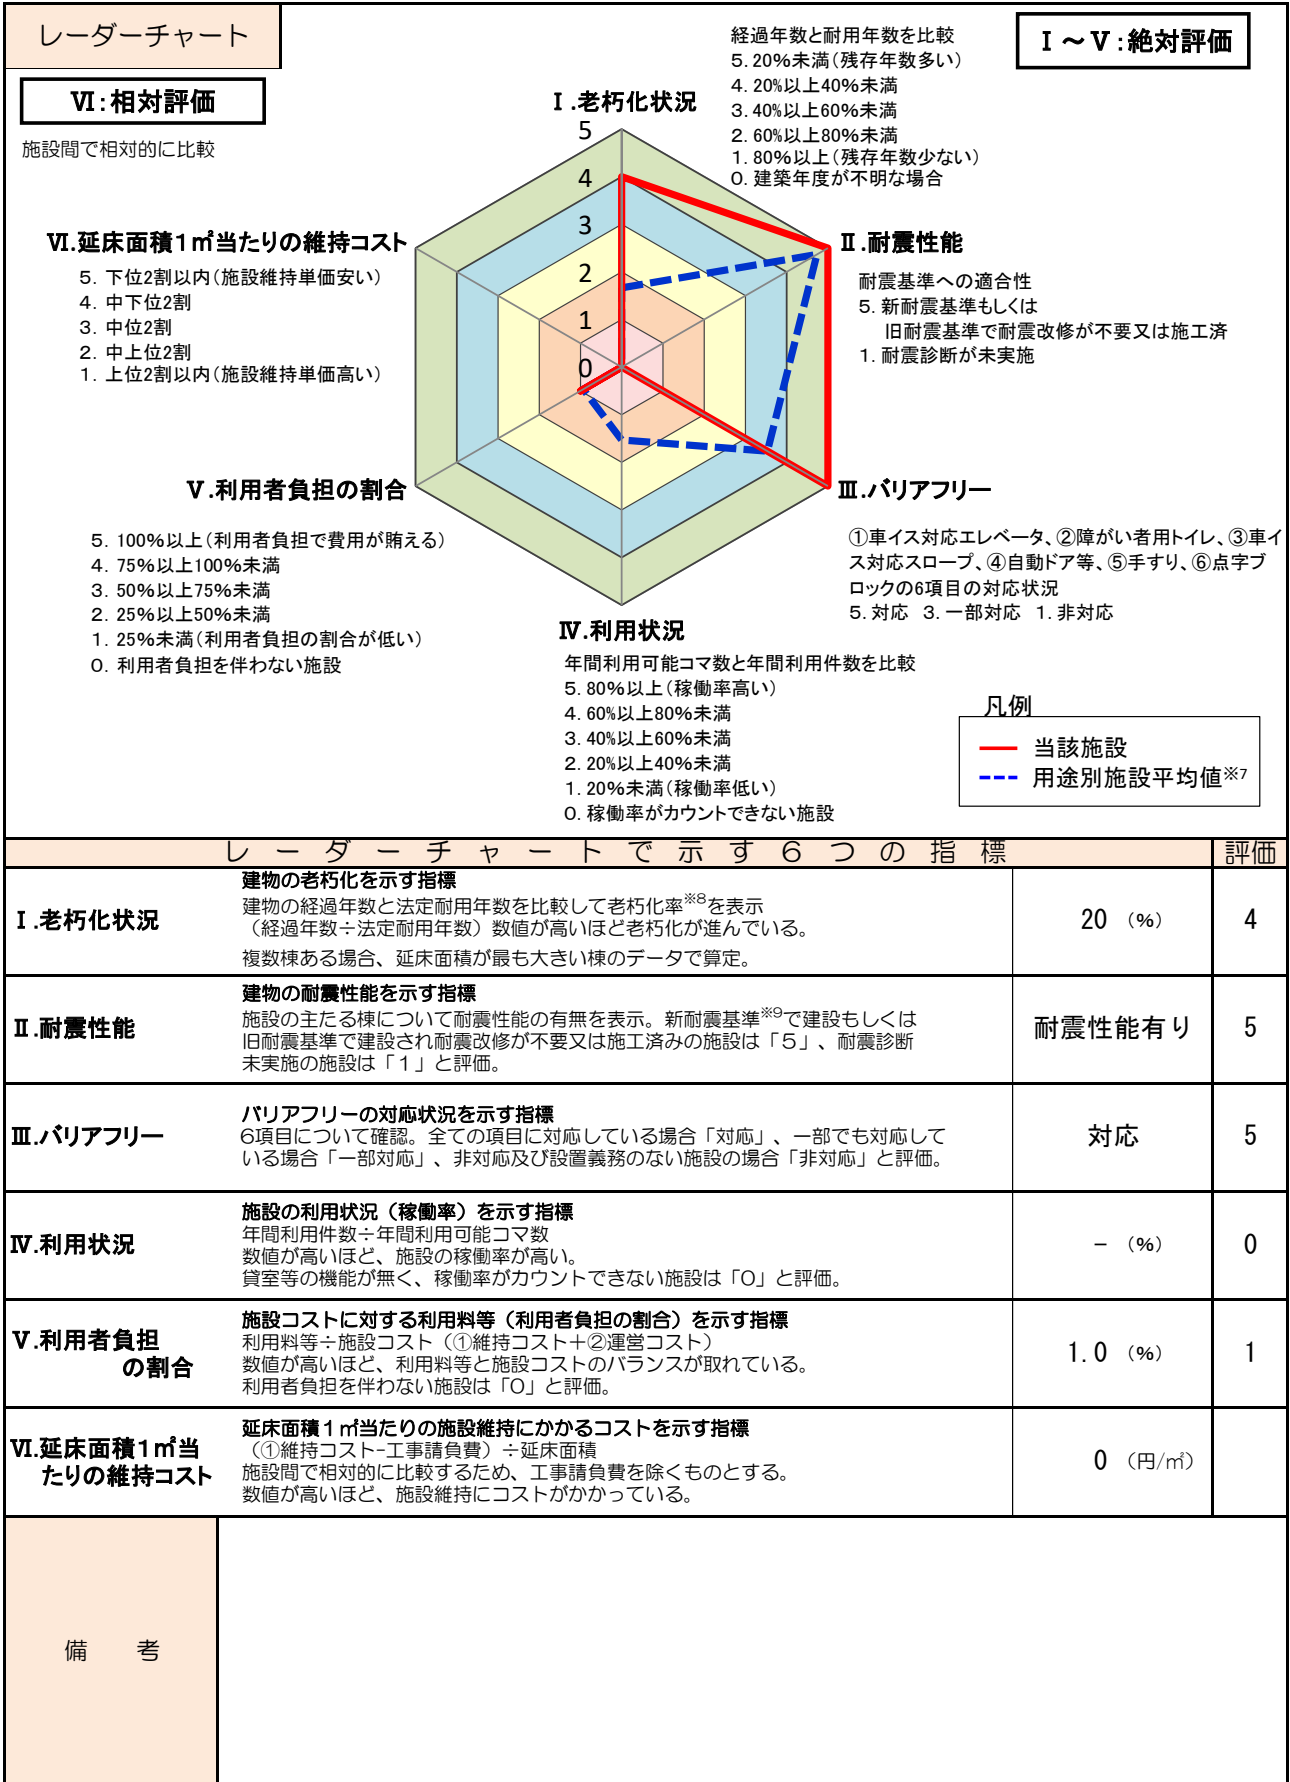 レーダーチャート
Ⅰ～Ⅴ:絶対評価
Ⅵ:相対評価
施設間で相対的に比較
経過年数と耐用年数を比較
5. 20%未満(残存年数多い)
4. 20%以上40%未満
3. 40%以上60%未満
2. 60%以上80%未満
1. 80%以上(残存年数少ない)
0. 建築年度が不明な場合
Ⅰ.老朽化状況
5
4
3
2
1
0
Ⅱ.耐震性能
耐震基準への適合性
5. 新耐震基準もしくは
旧耐震基準で耐震改修が不要又は施工済
1. 耐震診断が未実施
Ⅵ.延床面積1㎡当たりの維持コスト
5. 下位2割以内(施設維持単価安い)
4. 中下位2割
3. 中位2割
2. 中上位2割
1. 上位2割以内(施設維持単価高い)
Ⅲ.バリアフリー
①車イス対応エレベータ、②障がい者用トイレ、③車イ
ス対応スロープ、④自動ドア等、⑤手すり、⑥点字ブ
ロックの6項目の対応状況
5. 対応 3. 一部対応 1. 非対応
Ⅴ.利用者負担の割合
5. 100%以上(利用者負担で費用が賄える)
4. 75%以上100%未満
3. 50%以上75%未満
2. 25%以上50%未満
1. 25%未満(利用者負担の割合が低い)
0. 利用者負担を伴わない施設
Ⅳ.利用状況
年間利用可能コマ数と年間利用件数を比較
5. 80%以上(稼働率高い)
4. 60%以上80%未満
3. 40%以上60%未満
2. 20%以上40%未満
1. 20%未満(稼働率低い)
0. 稼働率がカウントできない施設
凡例
当該施設
用途別施設平均値※7
レーダーチャートで示す6つの指標 評価
Ⅰ.老朽化状況
建物の老朽化を示す指標
建物の経過年数と法定耐用年数を比較して老朽化率※8を表示
（経過年数÷法定耐用年数）数値が高いほど老朽化が進んでいる。
複数棟ある場合、延床面積が最も大きい棟のデータで算定。
20 (%) 4
Ⅱ.耐震性能
建物の耐震性能を示す指標
施設の主たる棟について耐震性能の有無を表示。新耐震基準※9で建設もしくは
旧耐震基準で建設され耐震改修が不要又は施工済みの施設は「5」、耐震診断
未実施の施設は「1」と評価。
耐震性能有り 5
Ⅲ.バリアフリー
バリアフリーの対応状況を示す指標
6項目について確認。全ての項目に対応している場合「対応」、一部でも対応して
いる場合「一部対応」、非対応及び設置義務のない施設の場合「非対応」と評価。
対応 5
Ⅳ.利用状況
施設の利用状況（稼働率）を示す指標
年間利用件数÷年間利用可能コマ数
数値が高いほど、施設の稼働率が高い。
貸室等の機能が無く、稼働率がカウントできない施設は「0」と評価。
- (%) 0
Ⅴ.利用者負担
の割合
施設コストに対する利用料等（利用者負担の割合）を示す指標
利用料等÷施設コスト（①維持コスト+②運営コスト）
数値が高いほど、利用料等と施設コストのバランスが取れている。
利用者負担を伴わない施設は「0」と評価。
1.0 (%) 1
Ⅵ.延床面積1㎡当
たりの維持コスト
延床面積1㎡当たりの施設維持にかかるコストを示す指標
（①維持コスト-工事請負費）÷延床面積
施設間で相対的に比較するため、工事請負費を除くものとする。
数値が高いほど、施設維持にコストがかかっている。
0 (円/㎡)
備 考